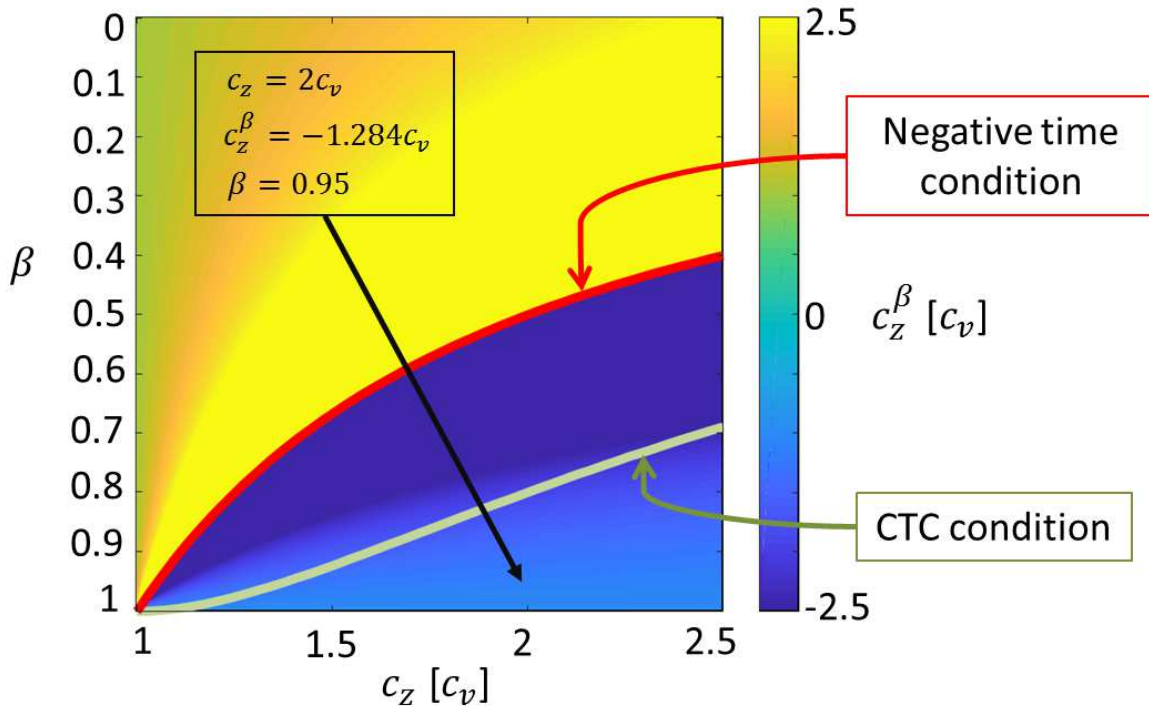 0
0.1
0.2
0.3
0.4
0.5
0.6
0.7
0.8
0.9
1
β
1
1.5
2
2.5
c_z [c_v]
c_z = 2c_v
c_z^β = −1.284c_v
β = 0.95
2.5
0
-2.5
c_z^β [c_v]
Negative time
condition
CTC condition